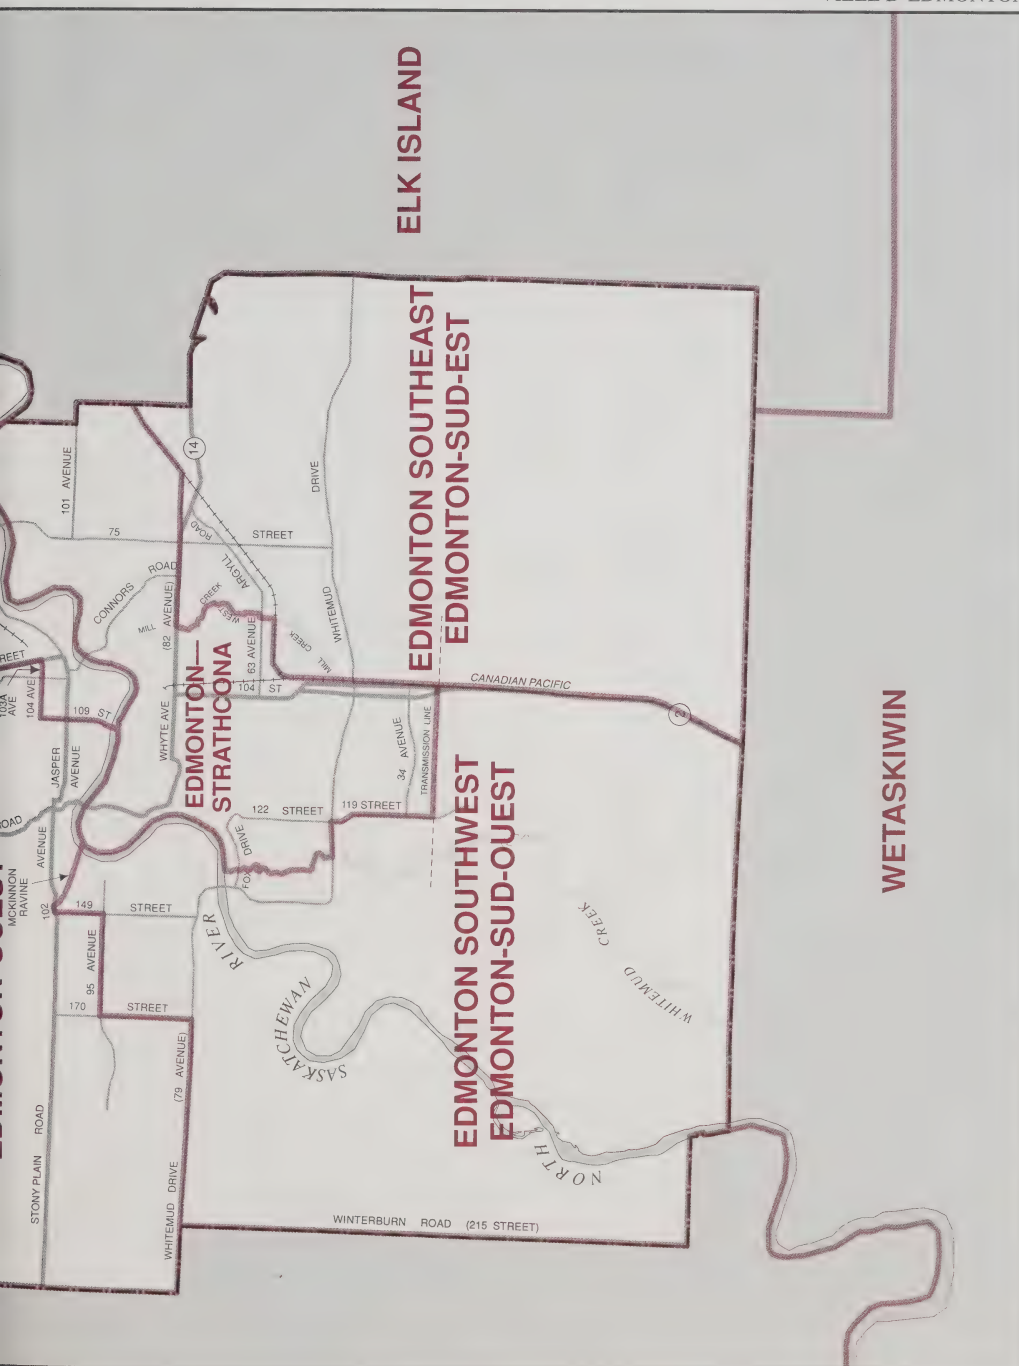 ELK ISLAND
EDMONTON SOUTHEAST
EDMONTON-SUD-EST
14
101 AVENUE
75
STREET
DRIVE
ROAD
ARGYLL
CONNORS
ROAD
MILL
CREEK
WEST
(82 AVENUE)
WHITEMUD
63 AVENUE
MILL
CREEK
103A
AVE
104 AVE
109 ST
EDMONTON—
STRATHCONA
104 ST
CANADIAN PACIFIC
2
WHYTE AVE
JASPER
AVENUE
34 AVENUE
TRANSMISSION LINE
119 STREET
122 STREET
FOX DRIVE
MCKINNON
RAVINE
102 AVENUE
149 STREET
95 AVENUE
170 STREET
EDMONTON SOUTHWEST
EDMONTON-SUD-OUEST
WETASKIWIN
WHITEMUD CREEK
NORTH
SASKATCHEWAN
RIVER
STONY PLAIN ROAD
WHITEMUD DRIVE (79 AVENUE)
WINTERBURN ROAD (215 STREET)